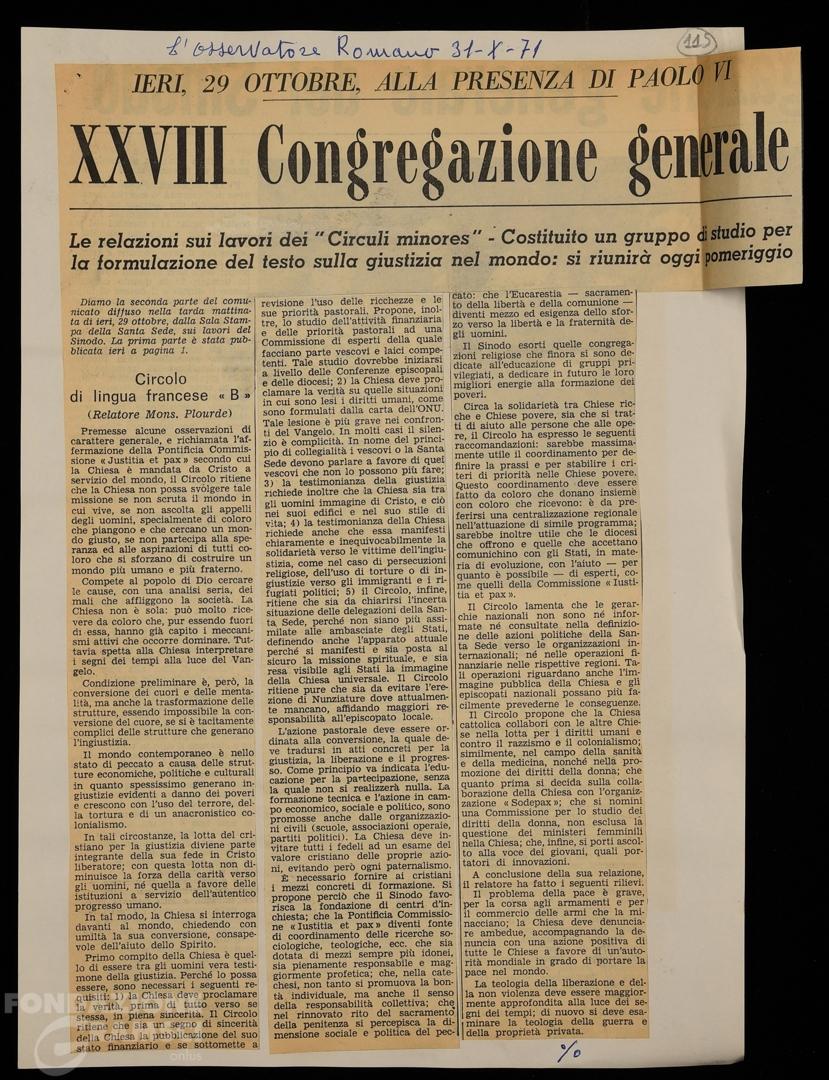 L'Osservatore Romano 31-X-71
115
IERI, 29 OTTOBRE, ALLA PRESENZA DI PAOLO VI
XXVIII Congregazione generale
Le relazioni sui lavori dei "Circuli minores" - Costituito un gruppo di studio per
la formulazione del testo sulla giustizia nel mondo: si riunirà oggi pomeriggio
Diamo la seconda parte del comu-
nicato diffuso nella tarda mattina-
ta di ieri, 29 ottobre, dalla Sala Stam-
pa della Santa Sede, sui lavori del
Sinodo. La prima parte è stata pub-
blicata ieri a pagina 1.
Circolo
di lingua francese « B »
(Relatore Mons. Plourde)
Premesse alcune osservazioni di
carattere generale, e richiamata l'af-
fermazione della Pontificia Commis-
sione « Justitia et pax » secondo cui
la Chiesa è mandata da Cristo a
servizio del mondo, il Circolo ritiene
che la Chiesa non possa svolgere tale
missione se non scruta il mondo in
cui vive, se non ascolta gli appelli
degli uomini, specialmente di coloro
che piangono e che cercano un mon-
do giusto, se non partecipa alla spe-
ranza ed alle aspirazioni di tutti colo-
ro che si sforzano di costruire un
mondo più umano e più fraterno.
Compete al popolo di Dio cercare
le cause, con una analisi seria, dei
mali che affliggono la società. La
Chiesa non è sola: può molto rice-
vere da coloro che, pur essendo fuori
di essa, hanno già capito i meccani-
smi attivi che occorre dominare. Tut-
tavia spetta alla Chiesa interpretare
i segni dei tempi alla luce del Van-
gelo.
Condizione preliminare è, però, la
conversione dei cuori e delle menta-
lità, ma anche la trasformazione delle
strutture, essendo impossibile la con-
versione del cuore, se si è tacitamente
complici delle strutture che generano
l'ingiustizia.
Il mondo contemporaneo è nello
stato di peccato a causa delle strut-
ture economiche, politiche e culturali
in quanto spessissimo generano in-
giustizie evidenti a danno dei poveri
e crescono con l'uso del terrore, del-
la tortura e di un anacronistico co-
lonialismo.
In tali circostanze, la lotta del cri-
stiano per la giustizia diviene parte
integrante della sua fede in Cristo
liberatore; con questa lotta non di-
minuisce la forza della carità verso
gli uomini, né quella a favore delle
istituzioni a servizio dell'autentico
progresso umano.
In tal modo, la Chiesa si interroga
davanti al mondo, chiedendo con
umiltà la sua conversione, consape-
vole dell'aiuto dello Spirito.
Primo compito della Chiesa è quel-
lo di essere tra gli uomini vera testi-
mone della giustizia. Perché lo possa
essere, sono necessari i seguenti re-
quisiti: 1) la Chiesa deve proclamare
la verità, prima di tutto verso se
stessa, in piena sincerità. Il Circolo
ritiene che sia un segno di sincerità
della Chiesa la pubblicazione del suo
stato finanziario e se sottomette a
revisione l'uso delle ricchezze e le
sue priorità pastorali. Propone, inol-
tre, lo studio dell'attività finanziaria
e delle priorità pastorali ad una
Commissione di esperti della quale
facciano parte vescovi e laici compe-
tenti. Tale studio dovrebbe iniziarsi
a livello delle Conferenze episcopali
e delle diocesi; 2) la Chiesa deve pro-
clamare la verità su quelle situazioni
in cui sono lesi i diritti umani, come
sono formulati dalla carta dell'ONU.
Tale lesione è più grave nei confron-
ti del Vangelo. In molti casi il silen-
zio è complicità. In nome del princi-
pio di collegialità i vescovi o la Santa
Sede devono parlare a favore di quei
vescovi che non lo possono più fare;
3) la testimonianza della giustizia
richiede inoltre che la Chiesa sia tra
gli uomini immagine di Cristo, e ciò
nei suoi edifici e nel suo stile di
vita; 4) la testimonianza della Chiesa
richiede anche che essa manifesti
chiaramente e inequivocabilmente la
solidarietà verso le vittime dell'ingiu-
stizia, come nel caso di persecuzioni
religiose, dell'uso di torture o di in-
giustizie verso gli immigranti e i ri-
fugiati politici; 5) il Circolo, infine,
ritiene che sia da chiarirsi l'incerta
situazione delle delegazioni della San-
ta Sede, perché non siano più assi-
milate alle ambasciate degli Stati,
definendo anche l'apparato attuale
perché si manifesti e sia posta al
sicuro la missione spirituale, e sia
resa visibile agli Stati la immagine
della Chiesa universale. Il Circolo
ritiene pure che sia da evitare l'ere-
zione di Nunziature dove attualmen-
te mancano, affidando maggiori re-
sponsabilità all'episcopato locale.
L'azione pastorale deve essere or-
dinata alla conversione, la quale de-
ve tradursi in atti concreti per la
giustizia, la liberazione e il progres-
so. Come principio va indicata l'edu-
cazione per la partecipazione, senza
la quale non si realizzerà nulla. La
formazione tecnica e l'azione in cam-
po economico, sociale e politico, sono
promosse anche dalle organizzazio-
ni civili (scuole, associazioni operale,
partiti politici). La Chiesa deve in-
vitare tutti i fedeli ad un esame del
valore cristiano delle proprie azio-
ni, evitando però ogni paternalismo.
È necessario fornire ai cristiani
i mezzi concreti di formazione. Si
propone perciò che il Sinodo favo-
risca la fondazione di centri d'in-
chiesta; che la Pontificia Commissio-
ne « Iustitia et pax » diventi fonte
di coordinamento delle ricerche so-
ciologiche, teologiche, ecc. che sia
dotata di mezzi sempre più idonei,
sia pienamente responsabile e mag-
giormente profetica; che, nella cate-
chesi, non tanto si promuova la bon-
tà individuale, ma anche il senso
della responsabilità collettiva; che
nel rinnovato rito del sacramento
della penitenza si percepisca la di-
mensione sociale e politica del pec-
cato: che l'Eucarestia — sacramen-
to della libertà e della comunione —
diventi mezzo ed esigenza dello sfor-
zo verso la libertà e la fraternità de-
gli uomini.
Il Sinodo esorti quelle congrega-
zioni religiose che finora si sono de-
dicate all'educazione di gruppi pri-
vilegiati, a dedicare in futuro le loro
migliori energie alla formazione dei
poveri.
Circa la solidarietà tra Chiese ric-
che e Chiese povere, sia che si trat-
ti di aiuto alle persone che alle ope-
re, il Circolo ha espresso le seguenti
raccomandazioni: sarebbe massima-
mente utile il coordinamento per de-
finire la prassi e per stabilire i cri-
teri di priorità nelle Chiese povere.
Questo coordinamento deve essere
fatto da coloro che donano insieme
con coloro che ricevono: è da pre-
ferirsi una centralizzazione regionale
nell'attuazione di simile programma;
sarebbe inoltre utile che le diocesi
che offrono e quelle che accettano
comunichino con gli Stati, in mate-
ria di evoluzione, con l'aiuto — per
quanto è possibile — di esperti, co-
me quelli della Commissione « Iusti-
tia et pax ».
Il Circolo lamenta che le gerar-
chie nazionali non sono né infor-
mate né consultate nella definizio-
ne delle azioni politiche della San-
ta Sede verso le organizzazioni in-
ternazionali; né nelle operazioni fi-
nanziarie nelle rispettive regioni. Ta-
li operazioni riguardano anche l'im-
magine pubblica della Chiesa e gli
episcopati nazionali possano più fa-
cilmente prevederne le conseguenze.
Il Circolo propone che la Chiesa
cattolica collabori con le altre Chie-
se nella lotta per i diritti umani e
contro il razzismo e il colonialismo;
similmente, nel campo della sanità
e della medicina, nonché nella pro-
mozione dei diritti della donna; che
quanto prima si decida sulla colla-
borazione della Chiesa con l'organiz-
zazione « Sodepax »; che si nomini
una Commissione per lo studio dei
diritti della donna, non esclusa la
questione dei ministeri femminili
nella Chiesa; che, infine, si porti ascol-
to alla voce dei giovani, quali por-
tatori di innovazioni.
A conclusione della sua relazione,
il relatore ha fatto i seguenti rilievi.
Il problema della pace è grave,
per la corsa agli armamenti e per
il commercio delle armi che la mi-
nacciano; la Chiesa deve denuncia-
re ambedue, accompagnando la de-
nuncia con una azione positiva di
tutte le Chiese a favore di un'auto-
rità mondiale in grado di portare la
pace nel mondo.
La teologia della liberazione e del-
la non violenza deve essere maggior-
mente approfondita alla luce dei se-
gni dei tempi; di nuovo si deve esa-
minare la teologia della guerra e
della proprietà privata.
%
onlus